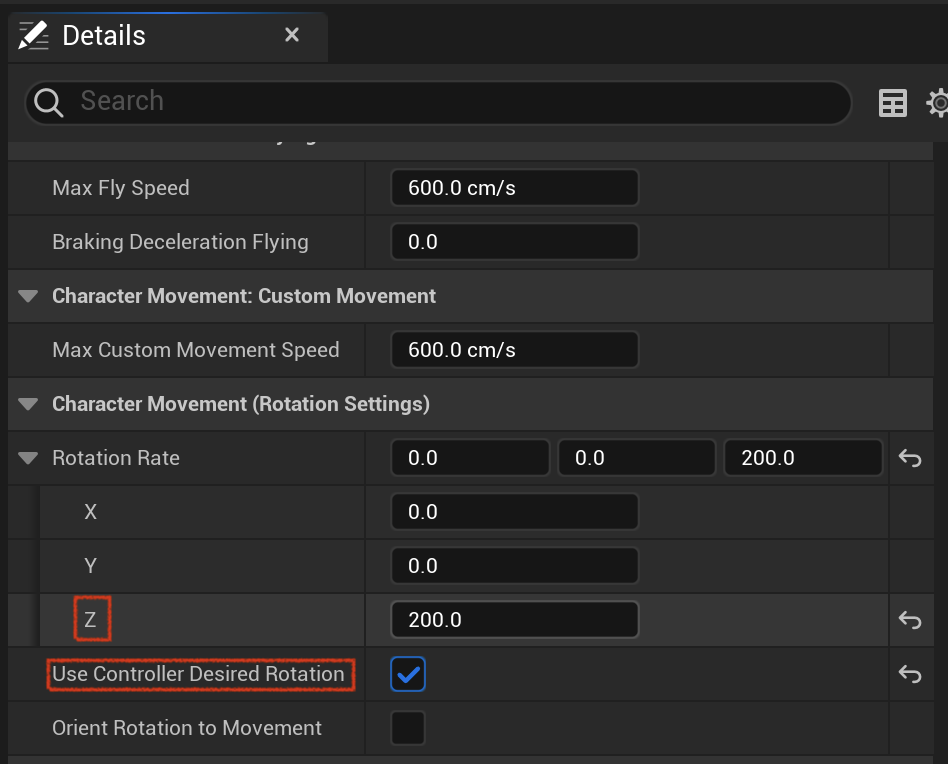 Details
Search
Max Fly Speed 600.0 cm/s
Braking Deceleration Flying 0.0
Character Movement: Custom Movement
Max Custom Movement Speed 600.0 cm/s
Character Movement (Rotation Settings)
Rotation Rate 0.0 0.0 200.0
X 0.0
Y 0.0
Z 200.0
Use Controller Desired Rotation
Orient Rotation to Movement